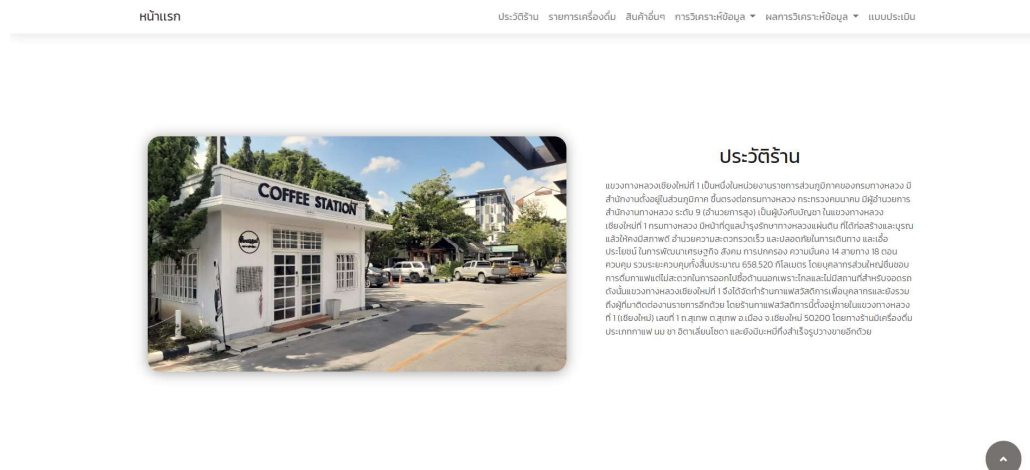 หน้าแรก
ประวัติร้าน รายการเครื่องดื่ม สินค้าอื่นๆ การวิเคราะห์ข้อมูล ผลการวิเคราะห์ข้อมูล แบบประเมิน
COFFEE STATION
ประวัติร้าน
แขวงทางหลวงเชียงใหม่ที่ 1 เป็นหนึ่งในหน่วยงานราชการส่วนภูมิภาคของกรมทางหลวง มี
สำนักงานตั้งอยู่ในส่วนภูมิภาค ขึ้นตรงต่อกรมทางหลวง กระทรวงคมนาคม มีผู้อำนวยการ
สำนักงานทางหลวง ระดับ 9 (อำนวยการสูง) เป็นผู้บังคับบัญชา ในแขวงทางหลวง
เชียงใหม่ที่ 1 กรมทางหลวง มีหน้าที่ดูแลบำรุงรักษาทางหลวงแผ่นดิน ที่ได้ก่อสร้างและบูรณ
แล้วให้คงมีสภาพดี อำนวยความสะดวกรวดเร็ว และปลอดภัยในการเดินทาง และเอื้อ
ประโยชน์ ในการพัฒนาเศรษฐกิจ สังคม การปกครอง ความมั่นคง 14 สายทาง 18 ตอน
ควบคุม รวมระยะควบคุมทั้งสิ้นประมาณ 658.520 กิโลเมตร โดยบุคลากรส่วนใหญ่ชื่นชอบ
การดื่มกาแฟแต่ไม่สะดวกในการออกไปซื้อด้านนอกเพราะไกลและไม่มีสถานที่สำหรับจอดรถ
ดังนั้นแขวงทางหลวงเชียงใหม่ที่ 1 จึงได้จัดทำร้านกาแฟสวัสดิการเพื่อบุคลากรและยังรวม
ถึงผู้ที่มาติดต่องานราชการอีกด้วย โดยร้านกาแฟสวัสดิการนี้ตั้งอยู่ภายในแขวงทางหลวง
ที่ 1 (เชียงใหม่) เลขที่ 1 ถ.สุเทพ ต.สุเทพ อ.เมือง จ.เชียงใหม่ 50200 โดยทางร้านมีเครื่องดื่ม
ประเภทกาแฟ นม ชา อิตาเลี่ยนโซดา และยังมีบะหมี่กึ่งสำเร็จรูปวางขายอีกด้วย